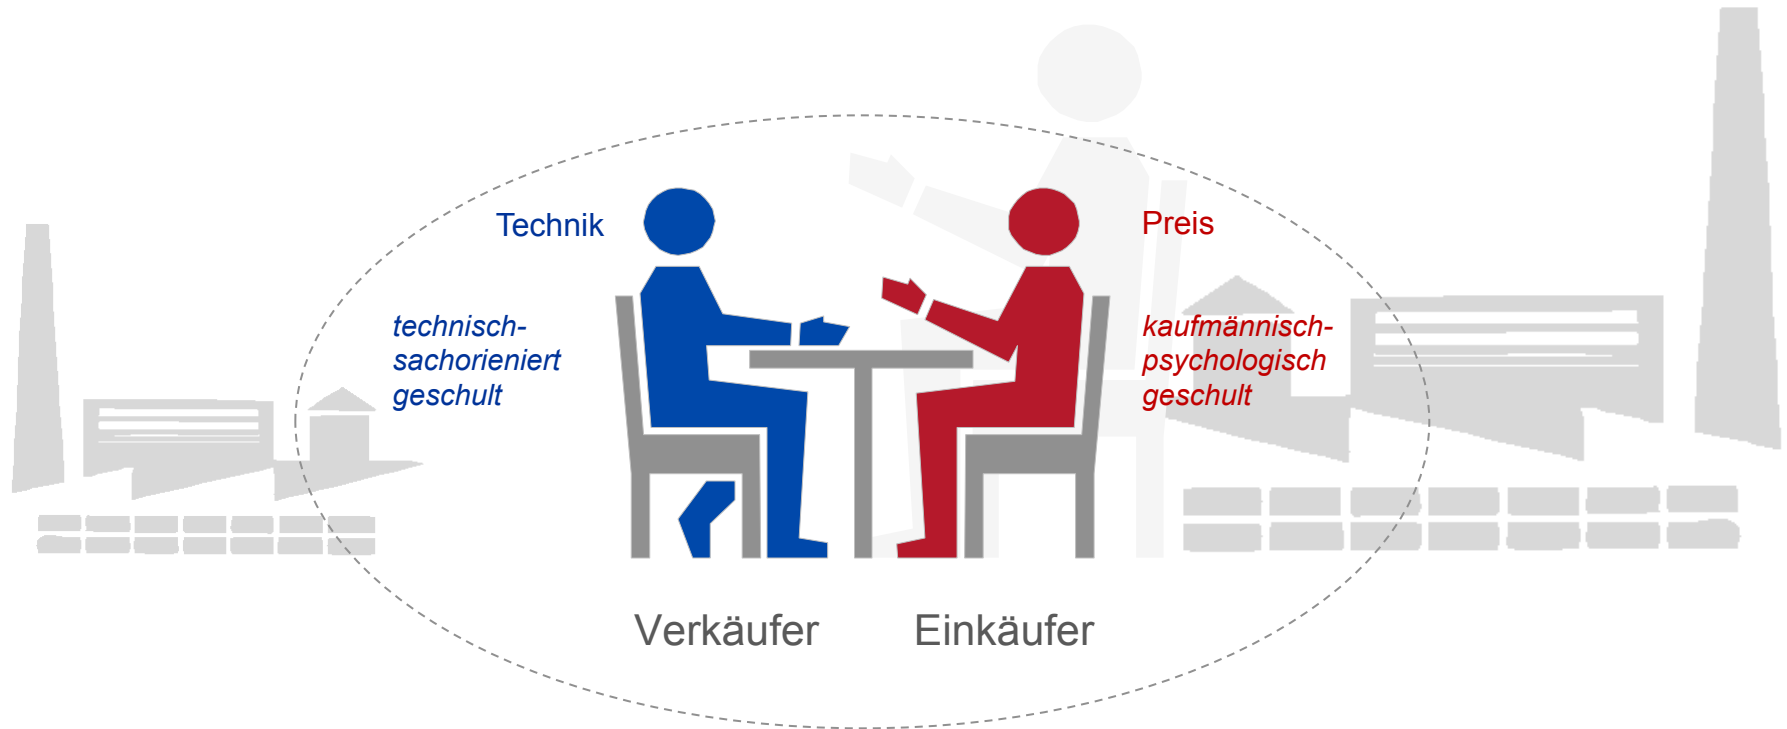 Technik
Preis
technisch-
sachorieniert
geschult
kaufmännisch-
psychologisch
geschult
Verkäufer
Einkäufer